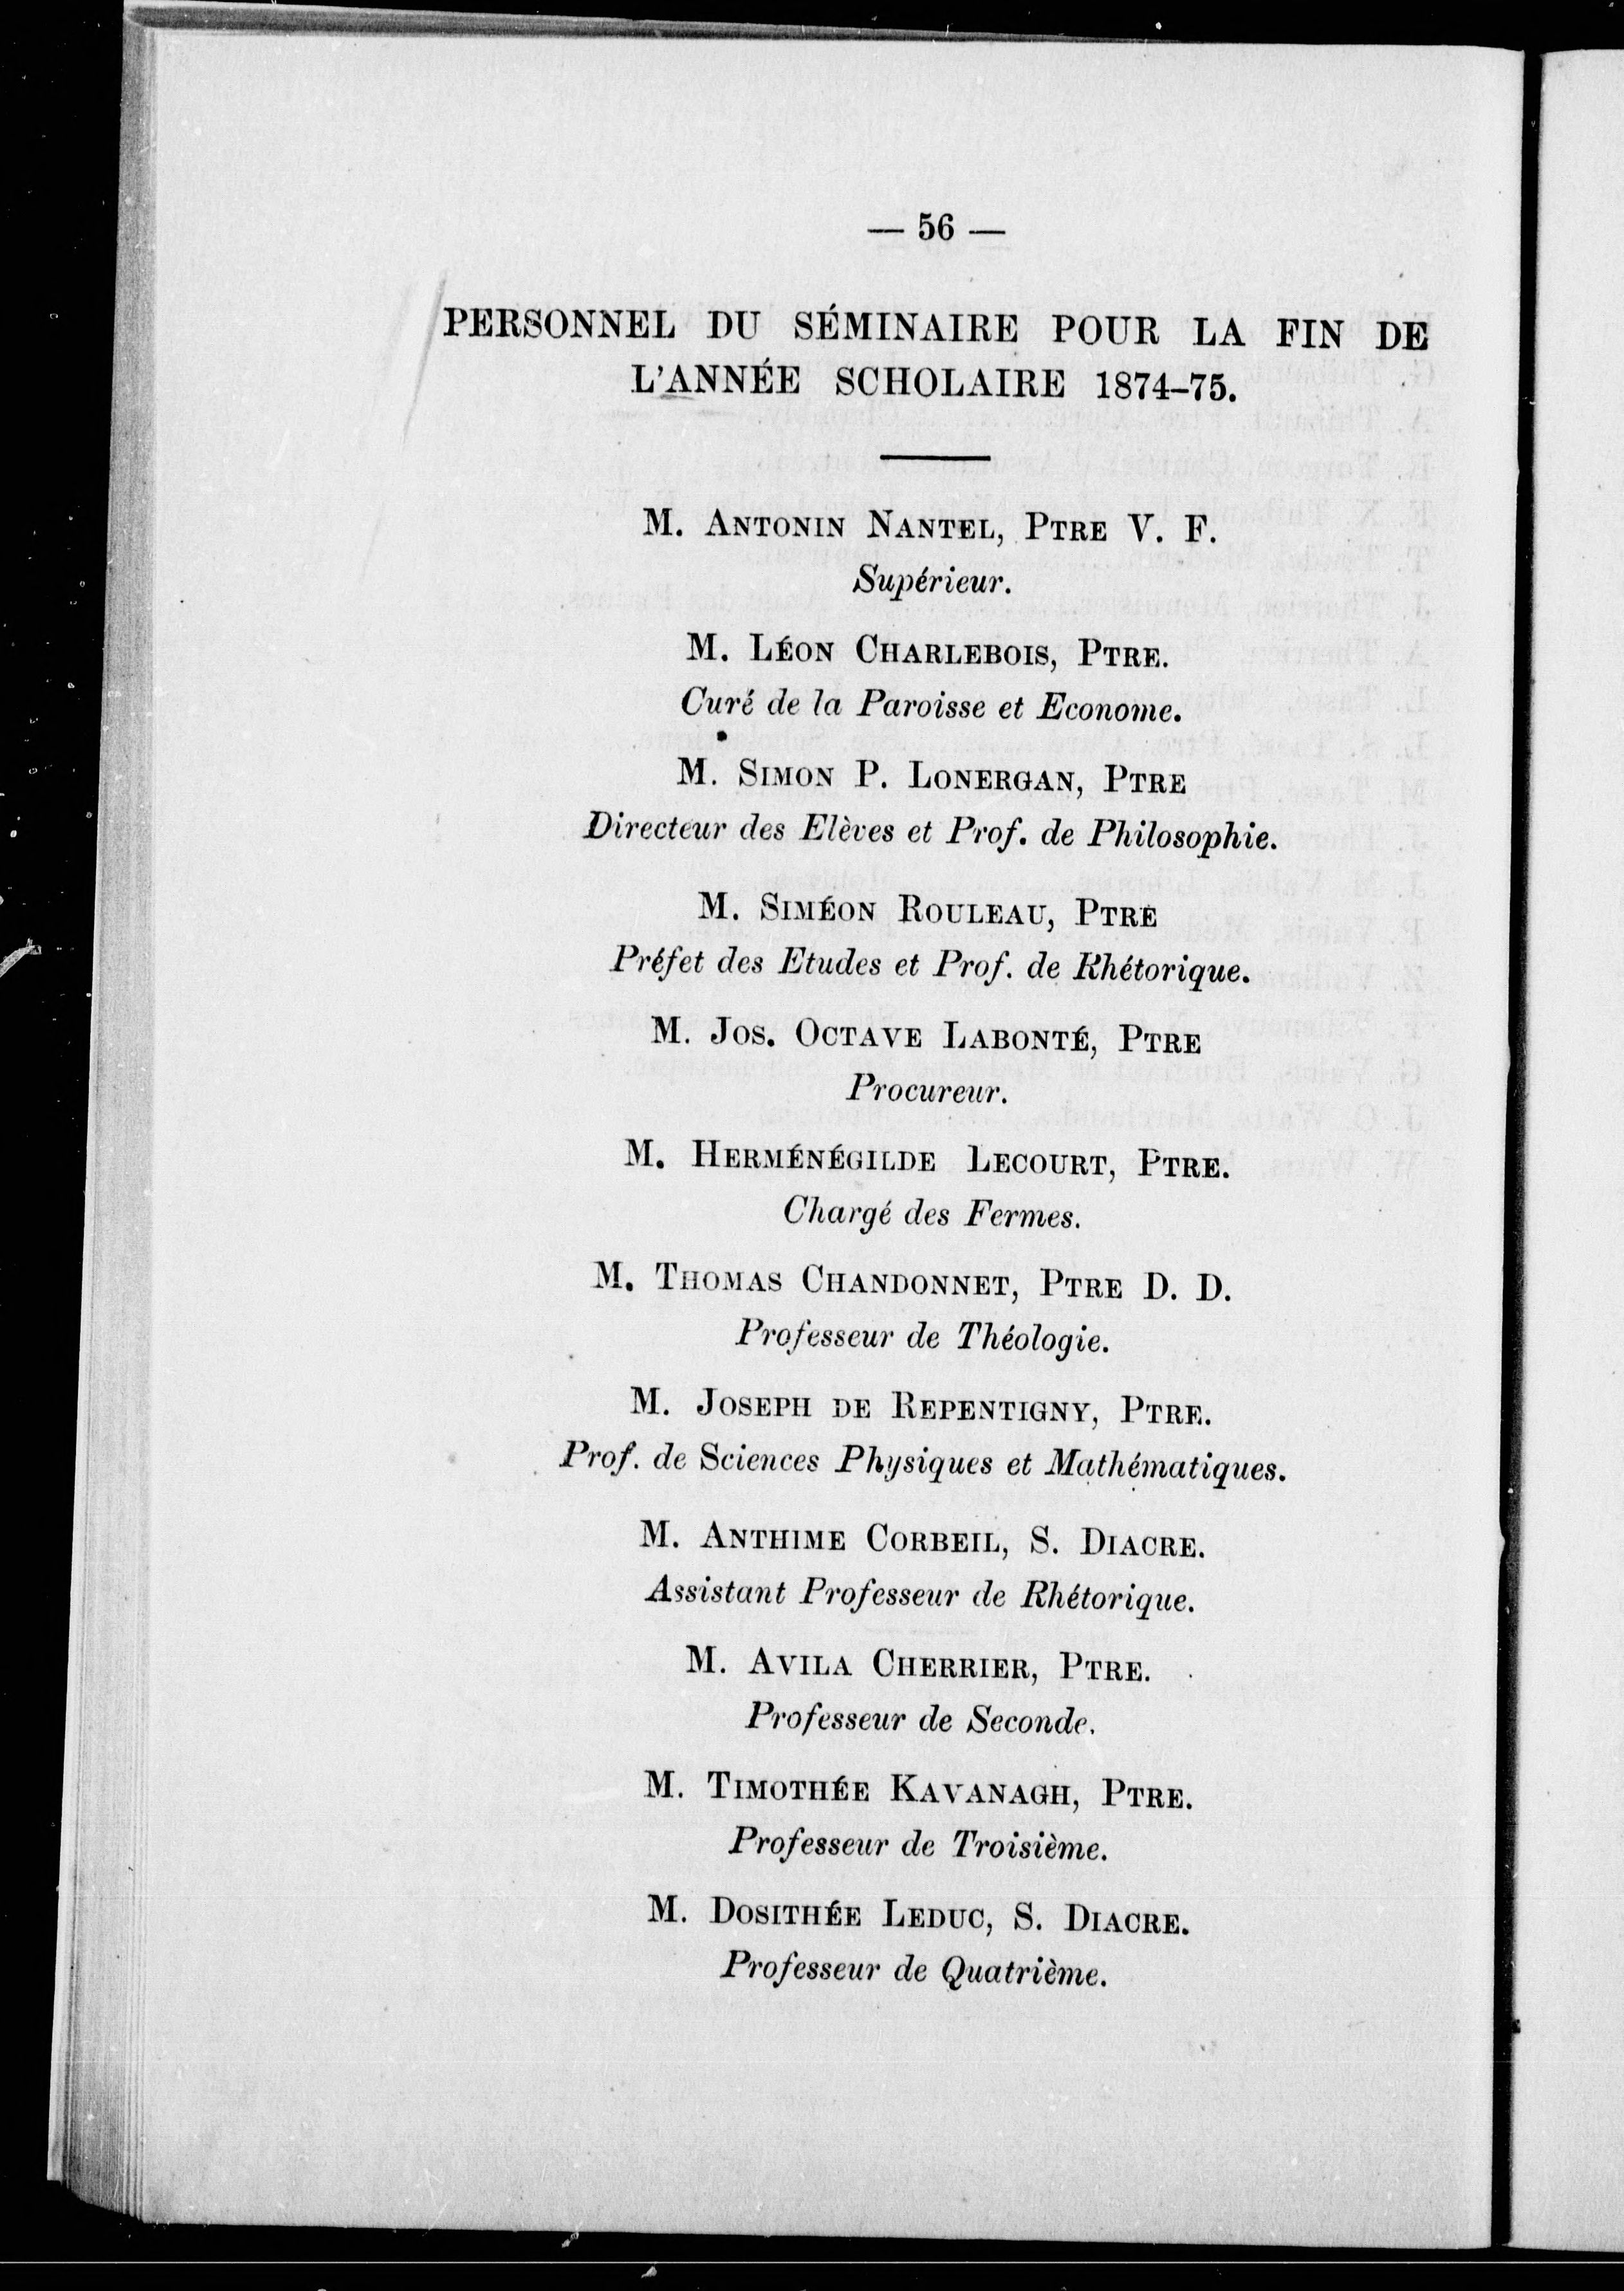 — 56 —
PERSONNEL DU SÉMINAIRE POUR LA FIN DE
L'ANNÉE SCHOLAIRE 1874–75.
M. ANTONIN NANTEL, PTRE V. F.
Supérieur.
M. LÉON CHARLEBOIS, PTRE.
Curé de la Paroisse et Econome.
M. SIMON P. LONERGAN, PTRE
Directeur des Elèves et Prof. de Philosophie.
M. SIMÉON ROULEAU, PTRE
Préfet des Etudes et Prof. de Rhétorique.
M. JOS. OCTAVE LABONTÉ, PTRE
Procureur.
M. HERMÉNÉGILDE LECOURT, PTRE.
Chargé des Fermes.
M. THOMAS CHANDONNET, PTRE D. D.
Professeur de Théologie.
M. JOSEPH DE REPENTIGNY, PTRE.
Prof. de Sciences Physiques et Mathématiques.
M. ANTHIME CORBEIL, S. DIACRE.
Assistant Professeur de Rhétorique.
M. AVILA CHERRIER, PTRE.
Professeur de Seconde.
M. TIMOTHÉE KAVANAGH, PTRE.
Professeur de Troisième.
M. DOSITHÉE LEDUC, S. DIACRE.
Professeur de Quatrième.